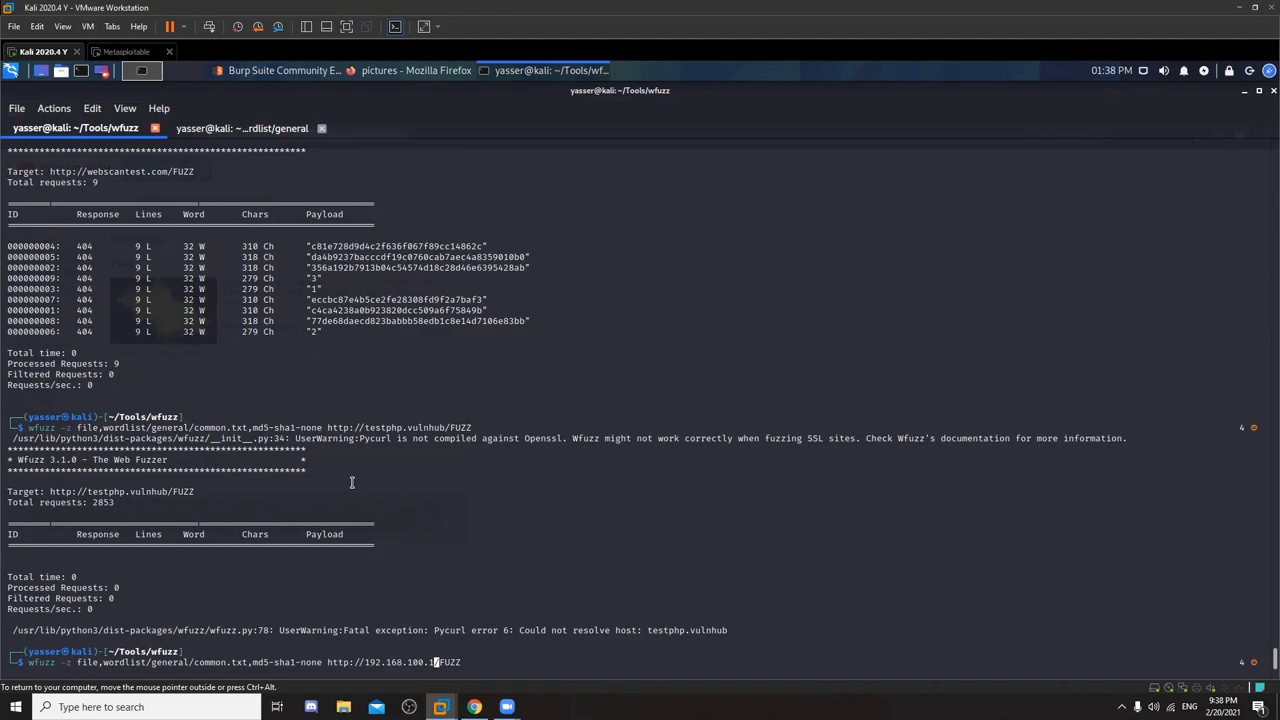 Kali 2020.4 Y - VMware Workstation
File Edit View VM Tabs Help
Kali 2020.4 Y Metasploitable
Burp Suite Community E... pictures - Mozilla Firefox yasser@kali: ~/Tools/wf... 01:38 PM
yasser@kali: ~/Tools/wfuzz
File Actions Edit View Help
yasser@kali: ~/Tools/wfuzz yasser@kali: ~...rdlist/general
********************************************************
Target: http://webscantest.com/FUZZ
Total requests: 9
=====================================================================
ID Response Lines Word Chars Payload
=====================================================================
000000004: 404 9 L 32 W 310 Ch "c81e728d9d4c2f636f067f89cc14862c"
000000005: 404 9 L 32 W 318 Ch "da4b9237bacccdf19c0760cab7aec4a8359010b0"
000000002: 404 9 L 32 W 318 Ch "356a192b7913b04c54574d18c28d46e6395428ab"
000000009: 404 9 L 32 W 279 Ch "3"
000000003: 404 9 L 32 W 279 Ch "1"
000000007: 404 9 L 32 W 310 Ch "eccbc87e4b5ce2fe28308fd9f2a7baf3"
000000001: 404 9 L 32 W 310 Ch "c4ca4238a0b923820dcc509a6f75849b"
000000008: 404 9 L 32 W 318 Ch "77de68daecd823babbb58edb1c8e14d7106e83bb"
000000006: 404 9 L 32 W 279 Ch "2"
Total time: 0
Processed Requests: 9
Filtered Requests: 0
Requests/sec.: 0
┌──(yasser㉿kali)-[~/Tools/wfuzz]
└─$ wfuzz -z file,wordlist/general/common.txt,md5-sha1-none http://testphp.vulnhub/FUZZ 4
/usr/lib/python3/dist-packages/wfuzz/__init__.py:34: UserWarning:Pycurl is not compiled against Openssl. Wfuzz might not work correctly when fuzzing SSL sites. Check Wfuzz's documentation for more information.
********************************************************
* Wfuzz 3.1.0 - The Web Fuzzer *
********************************************************
Target: http://testphp.vulnhub/FUZZ
Total requests: 2853
=====================================================================
ID Response Lines Word Chars Payload
=====================================================================
Total time: 0
Processed Requests: 0
Filtered Requests: 0
Requests/sec.: 0
/usr/lib/python3/dist-packages/wfuzz/wfuzz.py:78: UserWarning:Fatal exception: Pycurl error 6: Could not resolve host: testphp.vulnhub
┌──(yasser㉿kali)-[~/Tools/wfuzz]
└─$ wfuzz -z file,wordlist/general/common.txt,md5-sha1-none http://192.168.100.1/FUZZ 4
To return to your computer, move the mouse pointer outside or press Ctrl+Alt.
Type here to search ENG 9:38 PM
2/20/2021